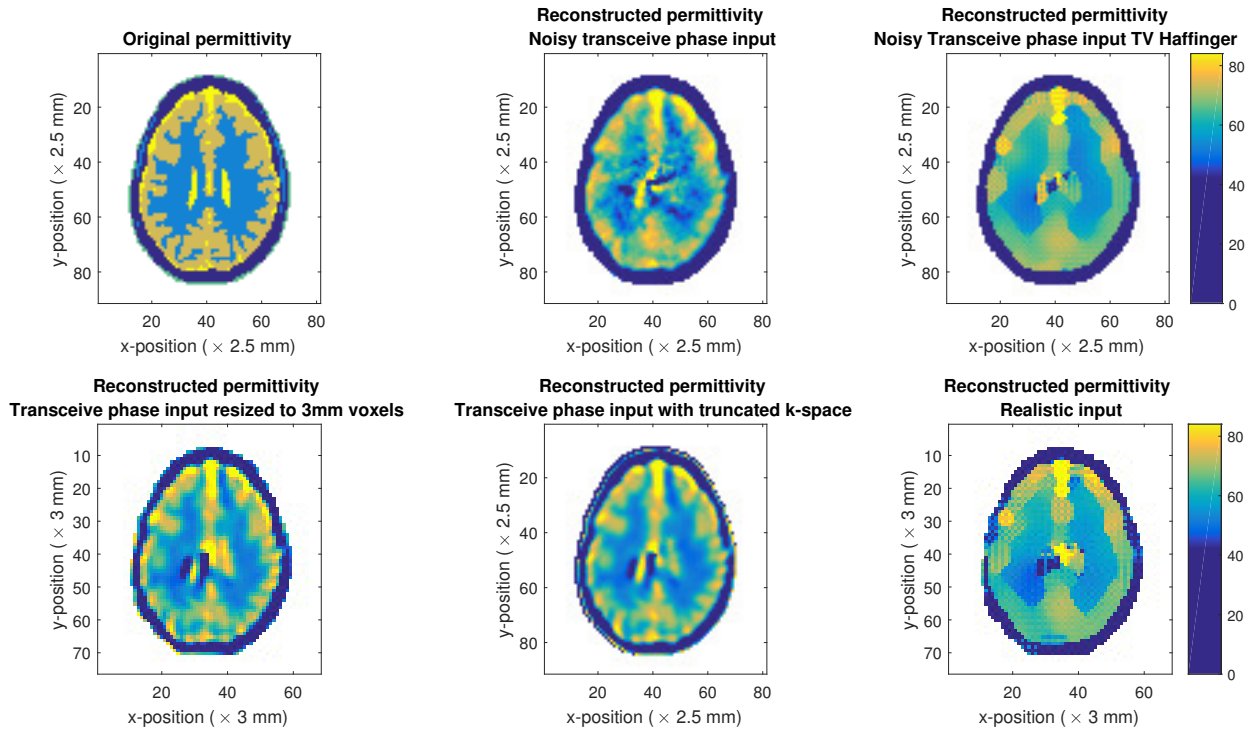 Original permittivity
20
40
60
80
y-position ( × 2.5 mm)
20 40 60 80
x-position ( × 2.5 mm)
Reconstructed permittivity
Noisy transceive phase input
20
40
60
80
y-position ( × 2.5 mm)
20 40 60 80
x-position ( × 2.5 mm)
Reconstructed permittivity
Noisy Transceive phase input TV Haffinger
20
40
60
80
y-position ( × 2.5 mm)
20 40 60 80
x-position ( × 2.5 mm)
80
60
40
20
0
Reconstructed permittivity
Transceive phase input resized to 3mm voxels
10
20
30
40
50
60
70
y-position ( × 3 mm)
20 40 60
x-position ( × 3 mm)
Reconstructed permittivity
Transceive phase input with truncated k-space
20
40
60
80
y-position ( × 2.5 mm)
20 40 60 80
x-position ( × 2.5 mm)
Reconstructed permittivity
Realistic input
10
20
30
40
50
60
70
y-position ( × 3 mm)
20 40 60
x-position ( × 3 mm)
80
60
40
20
0